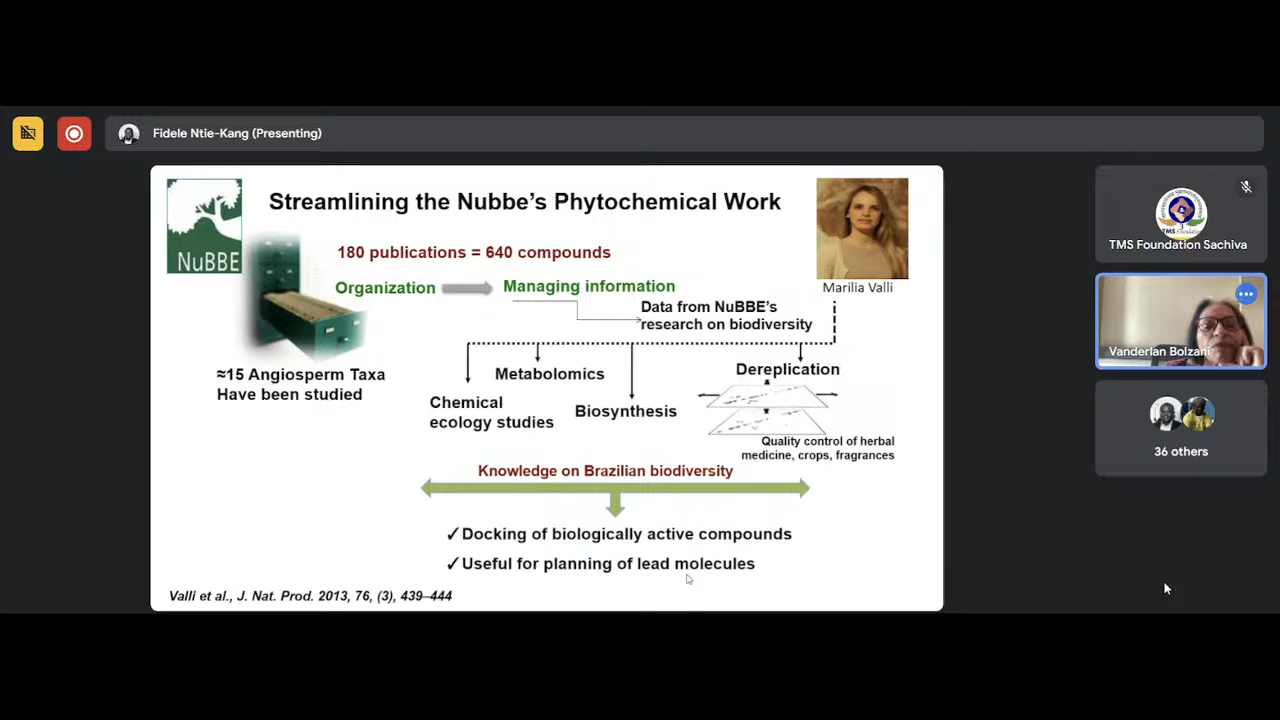 Fidele Ntie-Kang (Presenting)
Streamlining the Nubbe's Phytochemical Work
NuBBE
180 publications = 640 compounds
Organization
Managing information
Marilia Valli
Data from NuBBE's
research on biodiversity
≈15 Angiosperm Taxa
Have been studied
Metabolomics
Dereplication
Chemical
ecology studies
Biosynthesis
Quality control of herbal
medicine, crops, fragrances
Knowledge on Brazilian biodiversity
✓Docking of biologically active compounds
✓Useful for planning of lead molecules
Valli et al., J. Nat. Prod. 2013, 76, (3), 439–444
TMS Foundation Sachiva
Vanderlan Bolzani
36 others